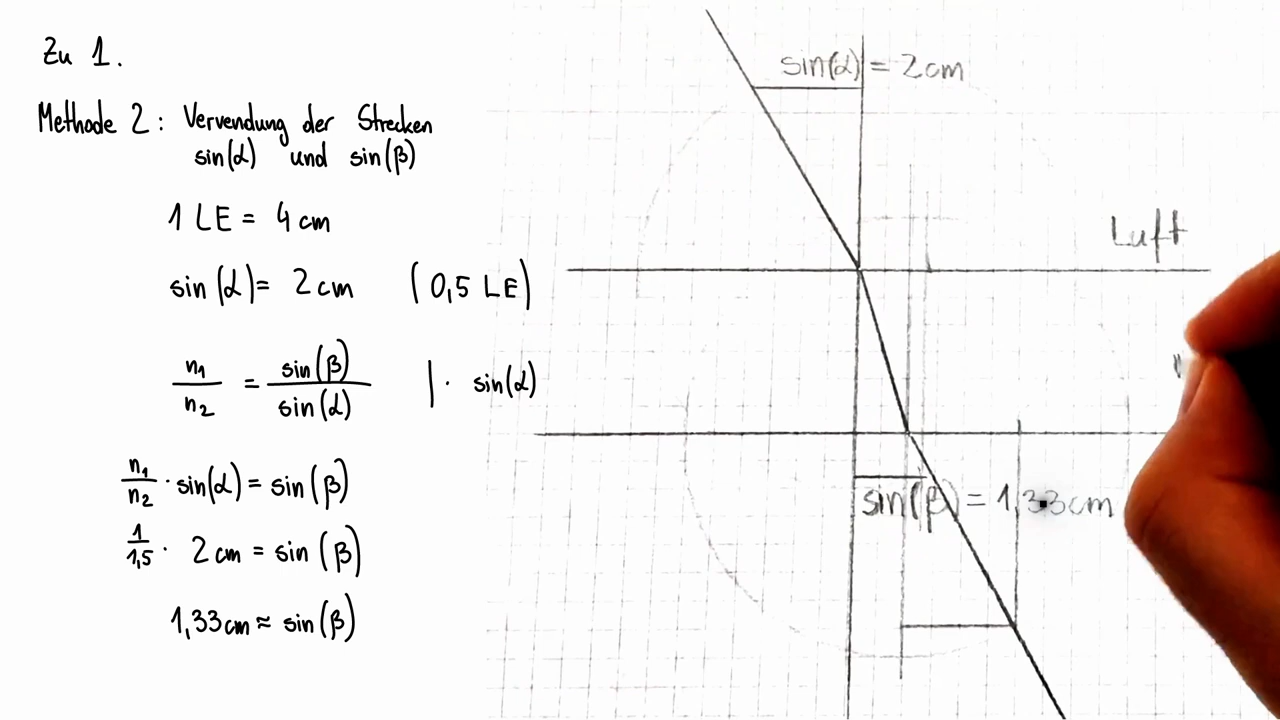 Zu 1.
Methode 2: Vervendung der Strecken
sin(α) und sin(β)
1 LE = 4 cm
sin(α) = 2 cm (0,5 LE)
n₁/n₂ = sin(β)/sin(α) | · sin(α)
n₁/n₂ · sin(α) = sin(β)
1/1,5 · 2 cm = sin(β)
1,33 cm ≈ sin(β)
sin(α) = 2 cm
Luft
sin(β) = 1,33 cm